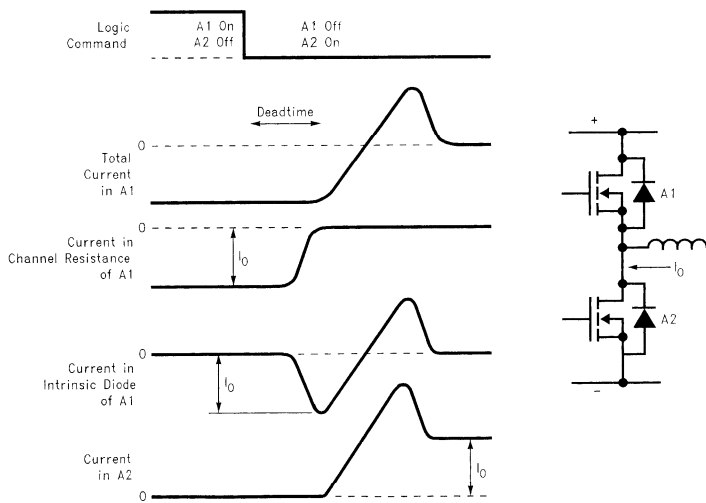 Logic
Command
A1 On
A2 Off
A1 Off
A2 On
Deadtime
0
Total
Current
in A1
0
Current in
Channel Resistance
of A1
I0
0
Current in
Intrinsic Diode
of A1
I0
Current
in A2
0
I0
+
A1
I0
A2
–